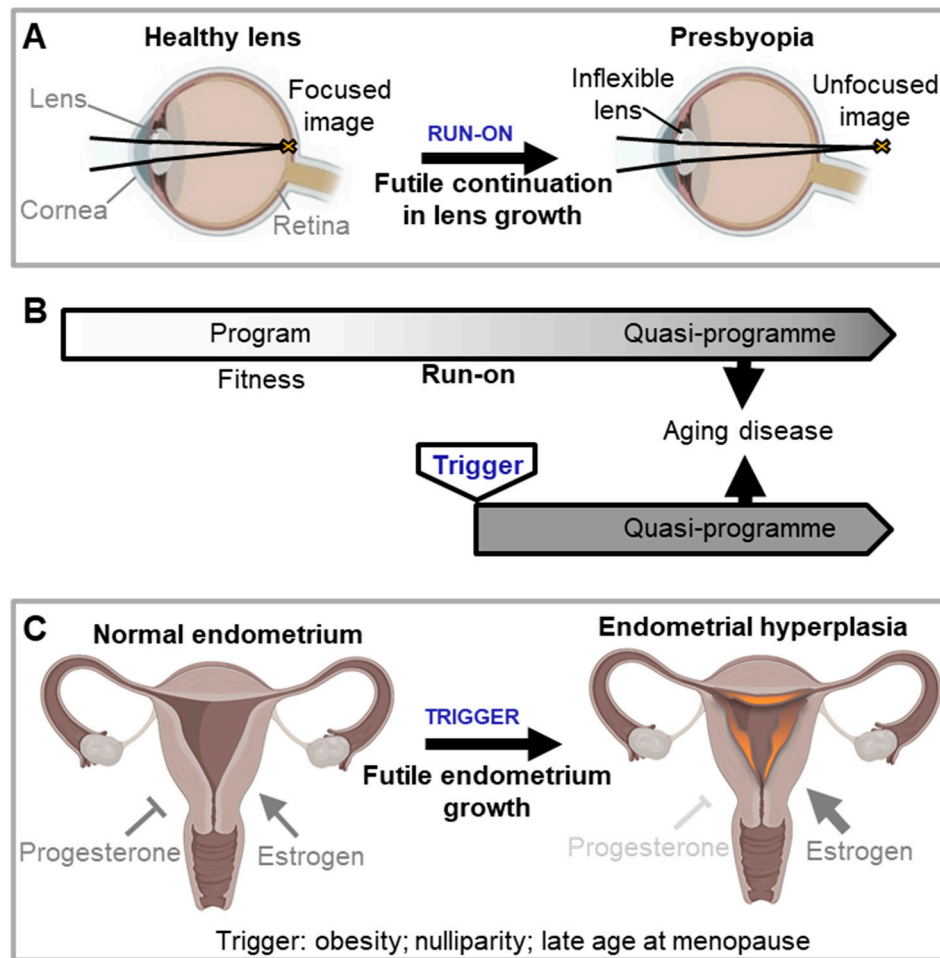 A
Healthy lens
Presbyopia
Lens
Focused
image
Cornea
Retina
RUN-ON
Futile continuation
in lens growth
Inflexible
lens
Unfocused
image
B
Program
Quasi-programme
Fitness
Run-on
Aging disease
Trigger
Quasi-programme
C
Normal endometrium
Endometrial hyperplasia
TRIGGER
Futile endometrium
growth
Progesterone
Estrogen
Progesterone
Estrogen
Trigger: obesity; nulliparity; late age at menopause